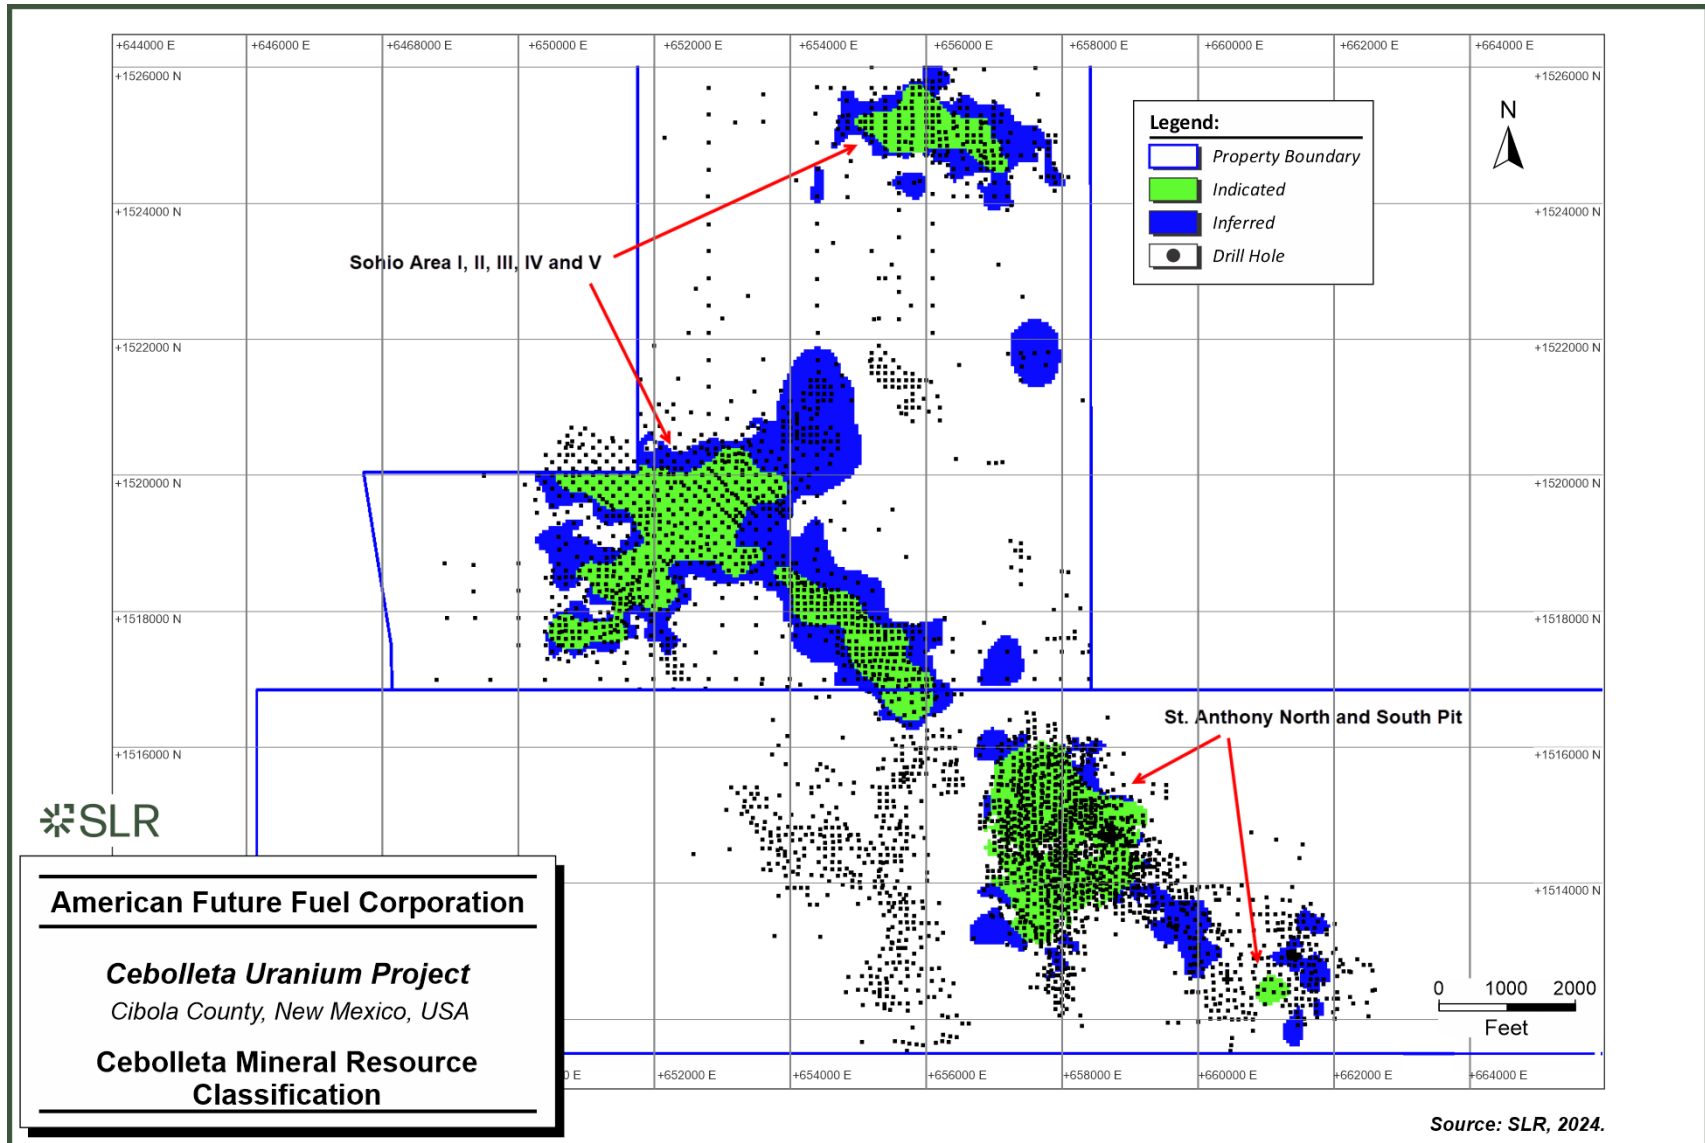 +644000 E +646000 E +6468000 E +650000 E +652000 E +654000 E +656000 E +658000 E +660000 E +662000 E +664000 E
+1526000 N +1526000 N
Legend:
N
Property Boundary
Indicated
Inferred
Drill Hole
+1524000 N +1524000 N
Sohio Area I, II, III, IV and V
+1522000 N +1522000 N
+1520000 N +1520000 N
+1518000 N +1518000 N
St. Anthony North and South Pit
+1516000 N +1516000 N
SLR
+1514000 N
American Future Fuel Corporation
Cebolleta Uranium Project
Cibola County, New Mexico, USA
Cebolleta Mineral Resource
Classification
0 1000 2000
Feet
0 E +652000 E +654000 E +656000 E +658000 E +660000 E +662000 E +664000 E
Source: SLR, 2024.